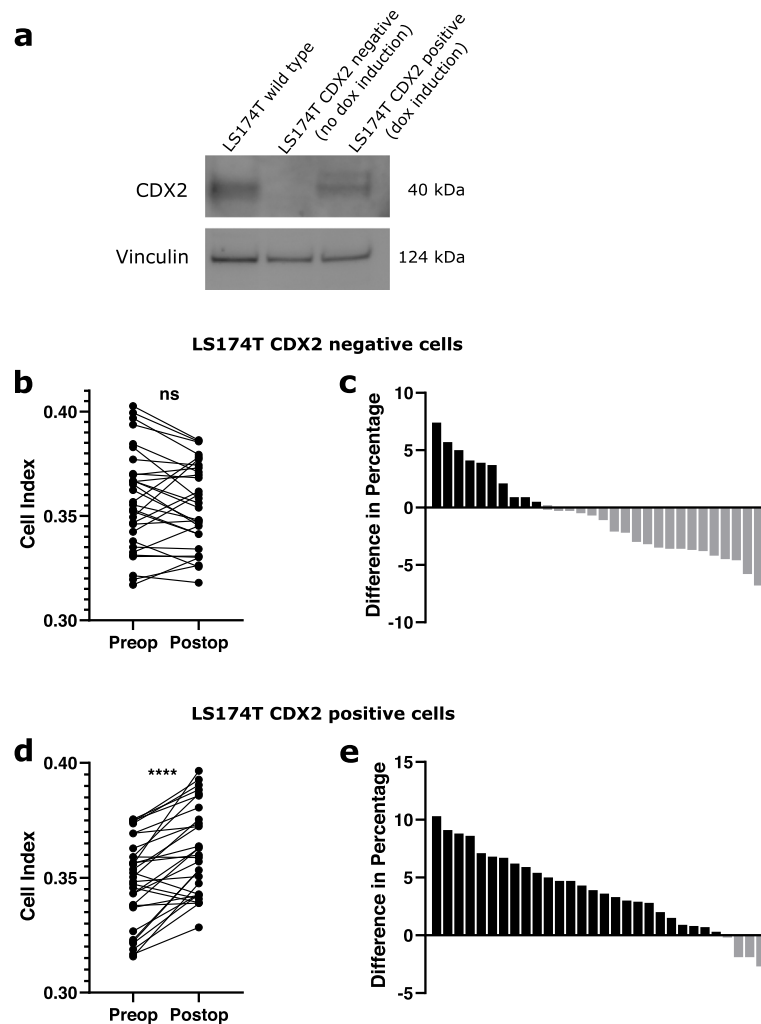 a
LS174T wild type
LS174T CDX2 negative
(no dox induction)
LS174T CDX2 positive
(dox induction)
CDX2
40 kDa
Vinculin
124 kDa
LS174T CDX2 negative cells
b
ns
0.40
0.35
0.30
Cell Index
Preop Postop
c
10
5
0
-5
-10
Difference in Percentage
LS174T CDX2 positive cells
d
****
0.40
0.35
0.30
Cell Index
Preop Postop
e
15
10
5
0
-5
Difference in Percentage